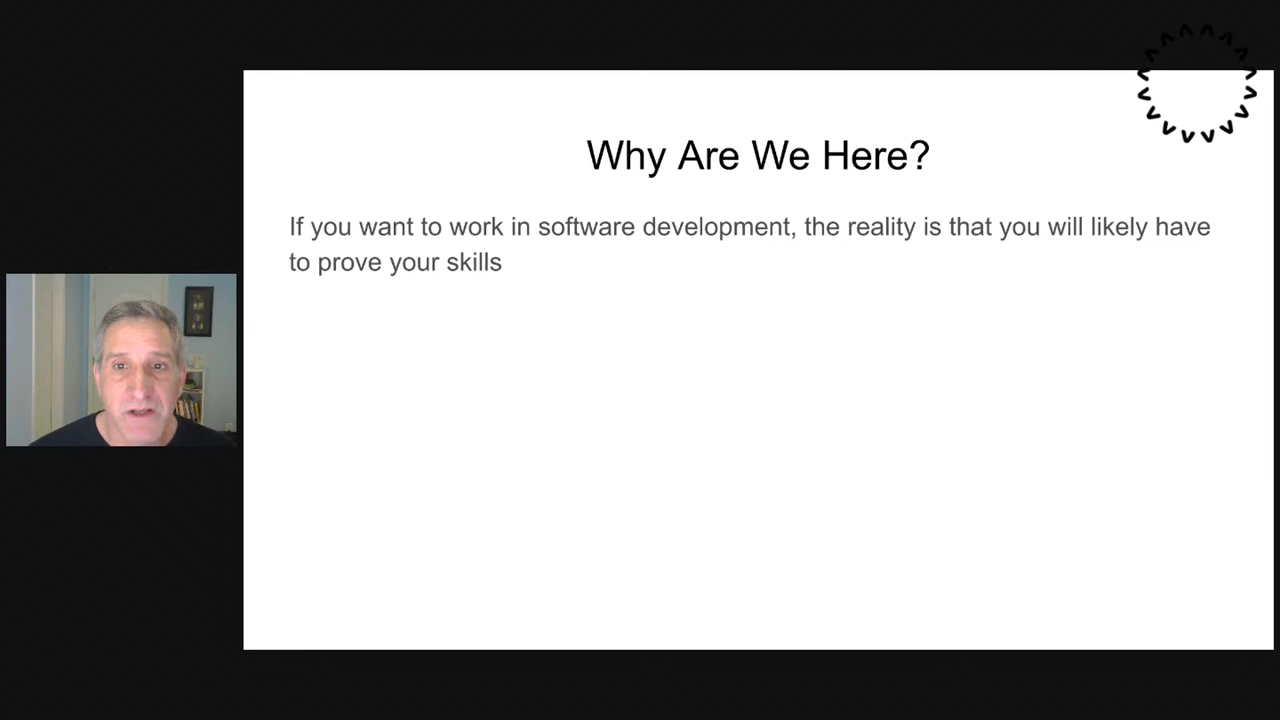 Why Are We Here?
If you want to work in software development, the reality is that you will likely have
to prove your skills